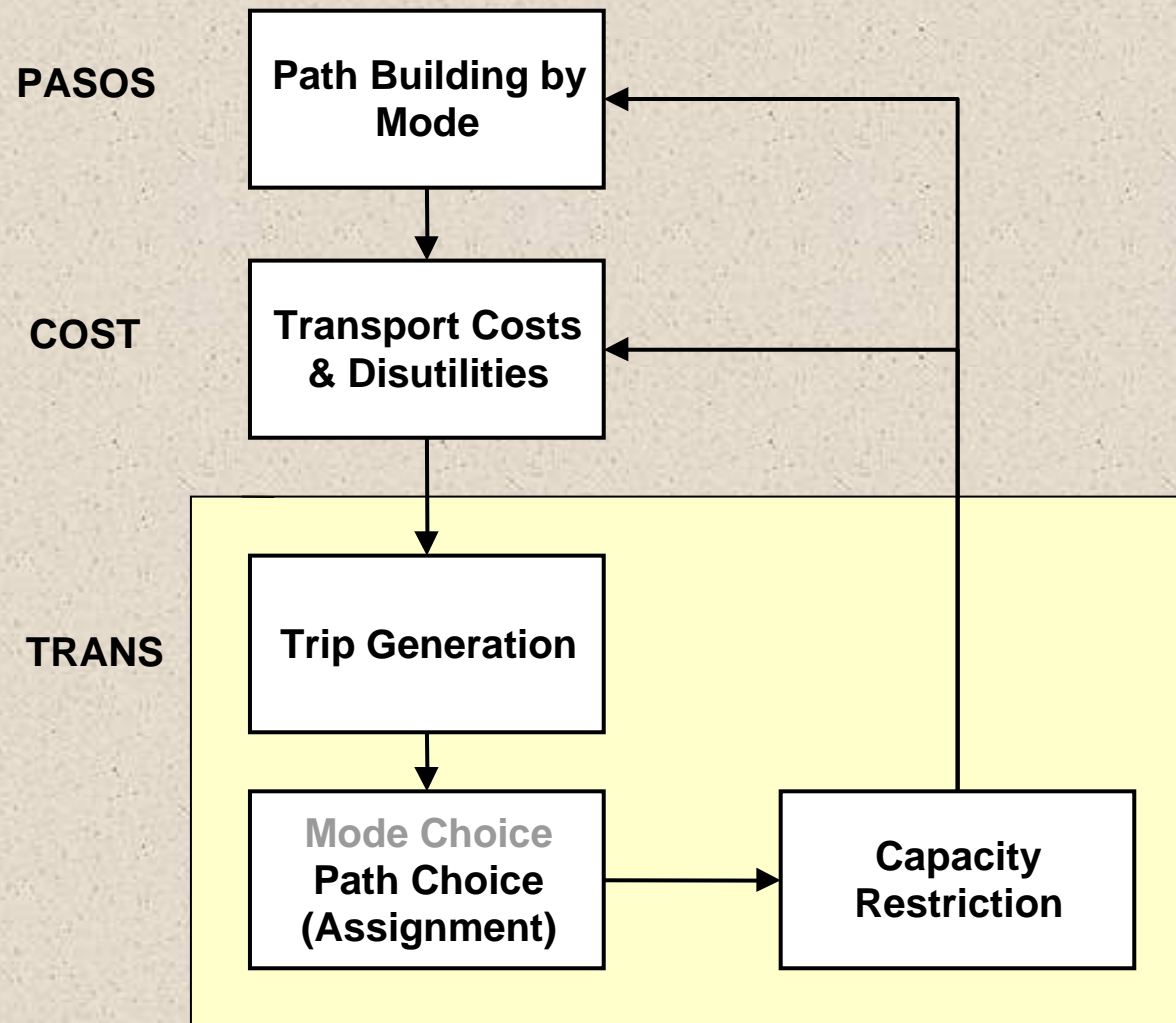 PASOS
Path Building by
Mode
COST
Transport Costs
& Disutilities
TRANS
Trip Generation
Mode Choice
Path Choice
(Assignment)
Capacity
Restriction